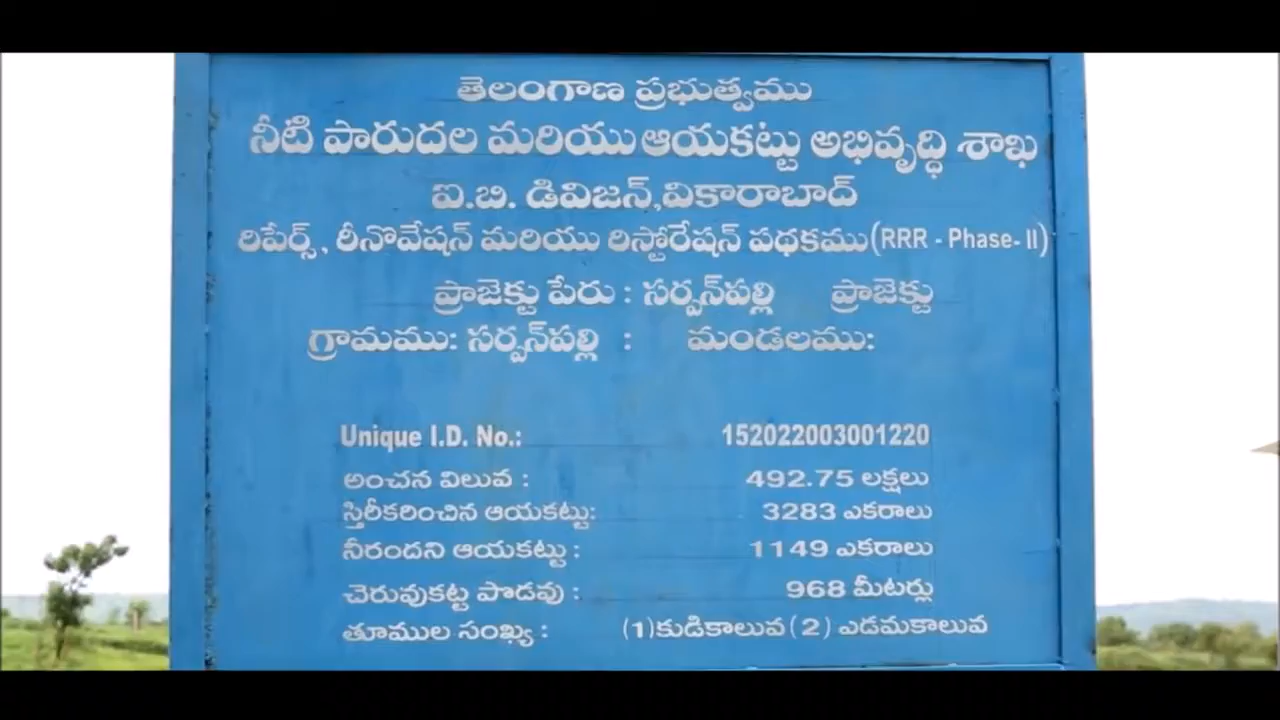 తెలంగాణ ప్రభుత్వము
నీటి పారుదల మరియు ఆయకట్టు అభివృద్ధి శాఖ
ఐ.బి. డివిజన్,వికారాబాద్
రిపేర్స్, రీనొవేషన్ మరియు రిస్టోరేషన్ పథకము(RRR - Phase- II)
ప్రాజెక్టు పేరు : సర్పన్‌పల్లి ప్రాజెక్టు
గ్రామము: సర్పన్‌పల్లి : మండలము:
Unique I.D. No.: 152022003001220
అంచన విలువ : 492.75 లక్షలు
స్తిరీకరించిన ఆయకట్టు: 3283 ఎకరాలు
నీరందని ఆయకట్టు : 1149 ఎకరాలు
చెరువుకట్ట పొడవు : 968 మీటర్లు
తూముల సంఖ్య : (1)కుడికాలువ (2) ఎడమకాలువ